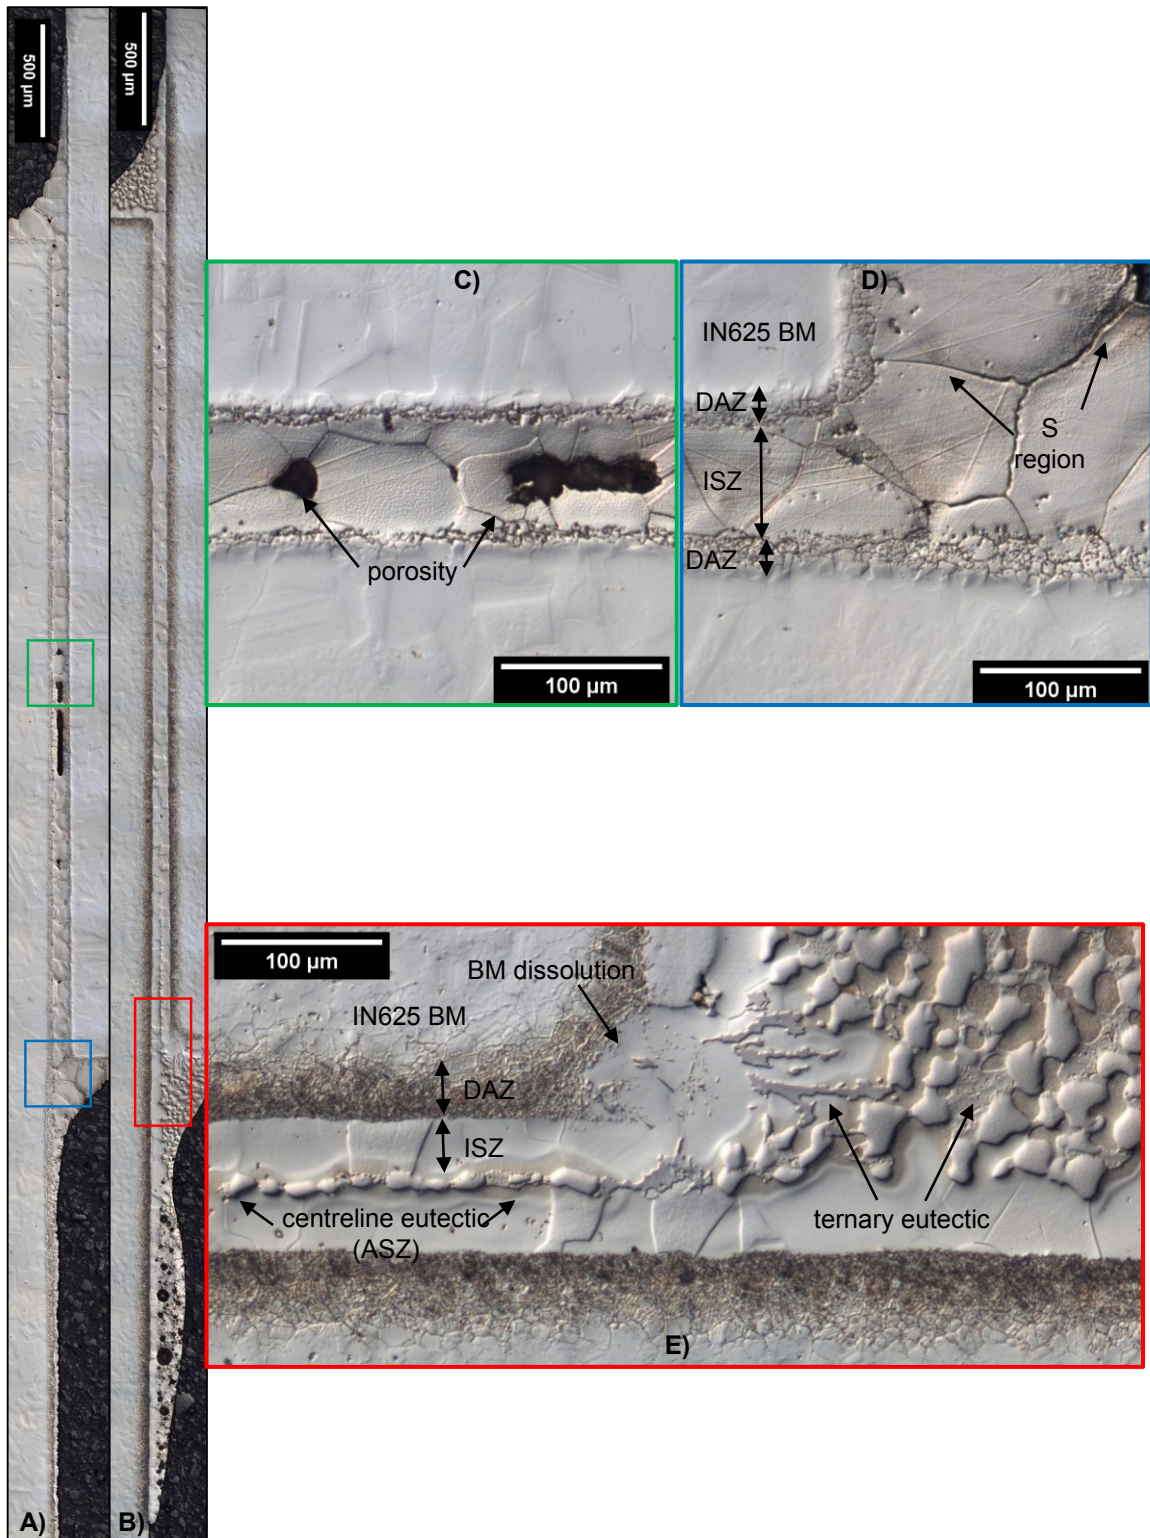 500 µm
500 µm
A)
B)
C)
porosity
100 µm
D)
IN625 BM
DAZ
ISZ
DAZ
S
region
100 µm
100 µm
BM dissolution
IN625 BM
DAZ
ISZ
centreline eutectic
(ASZ)
ternary eutectic
E)